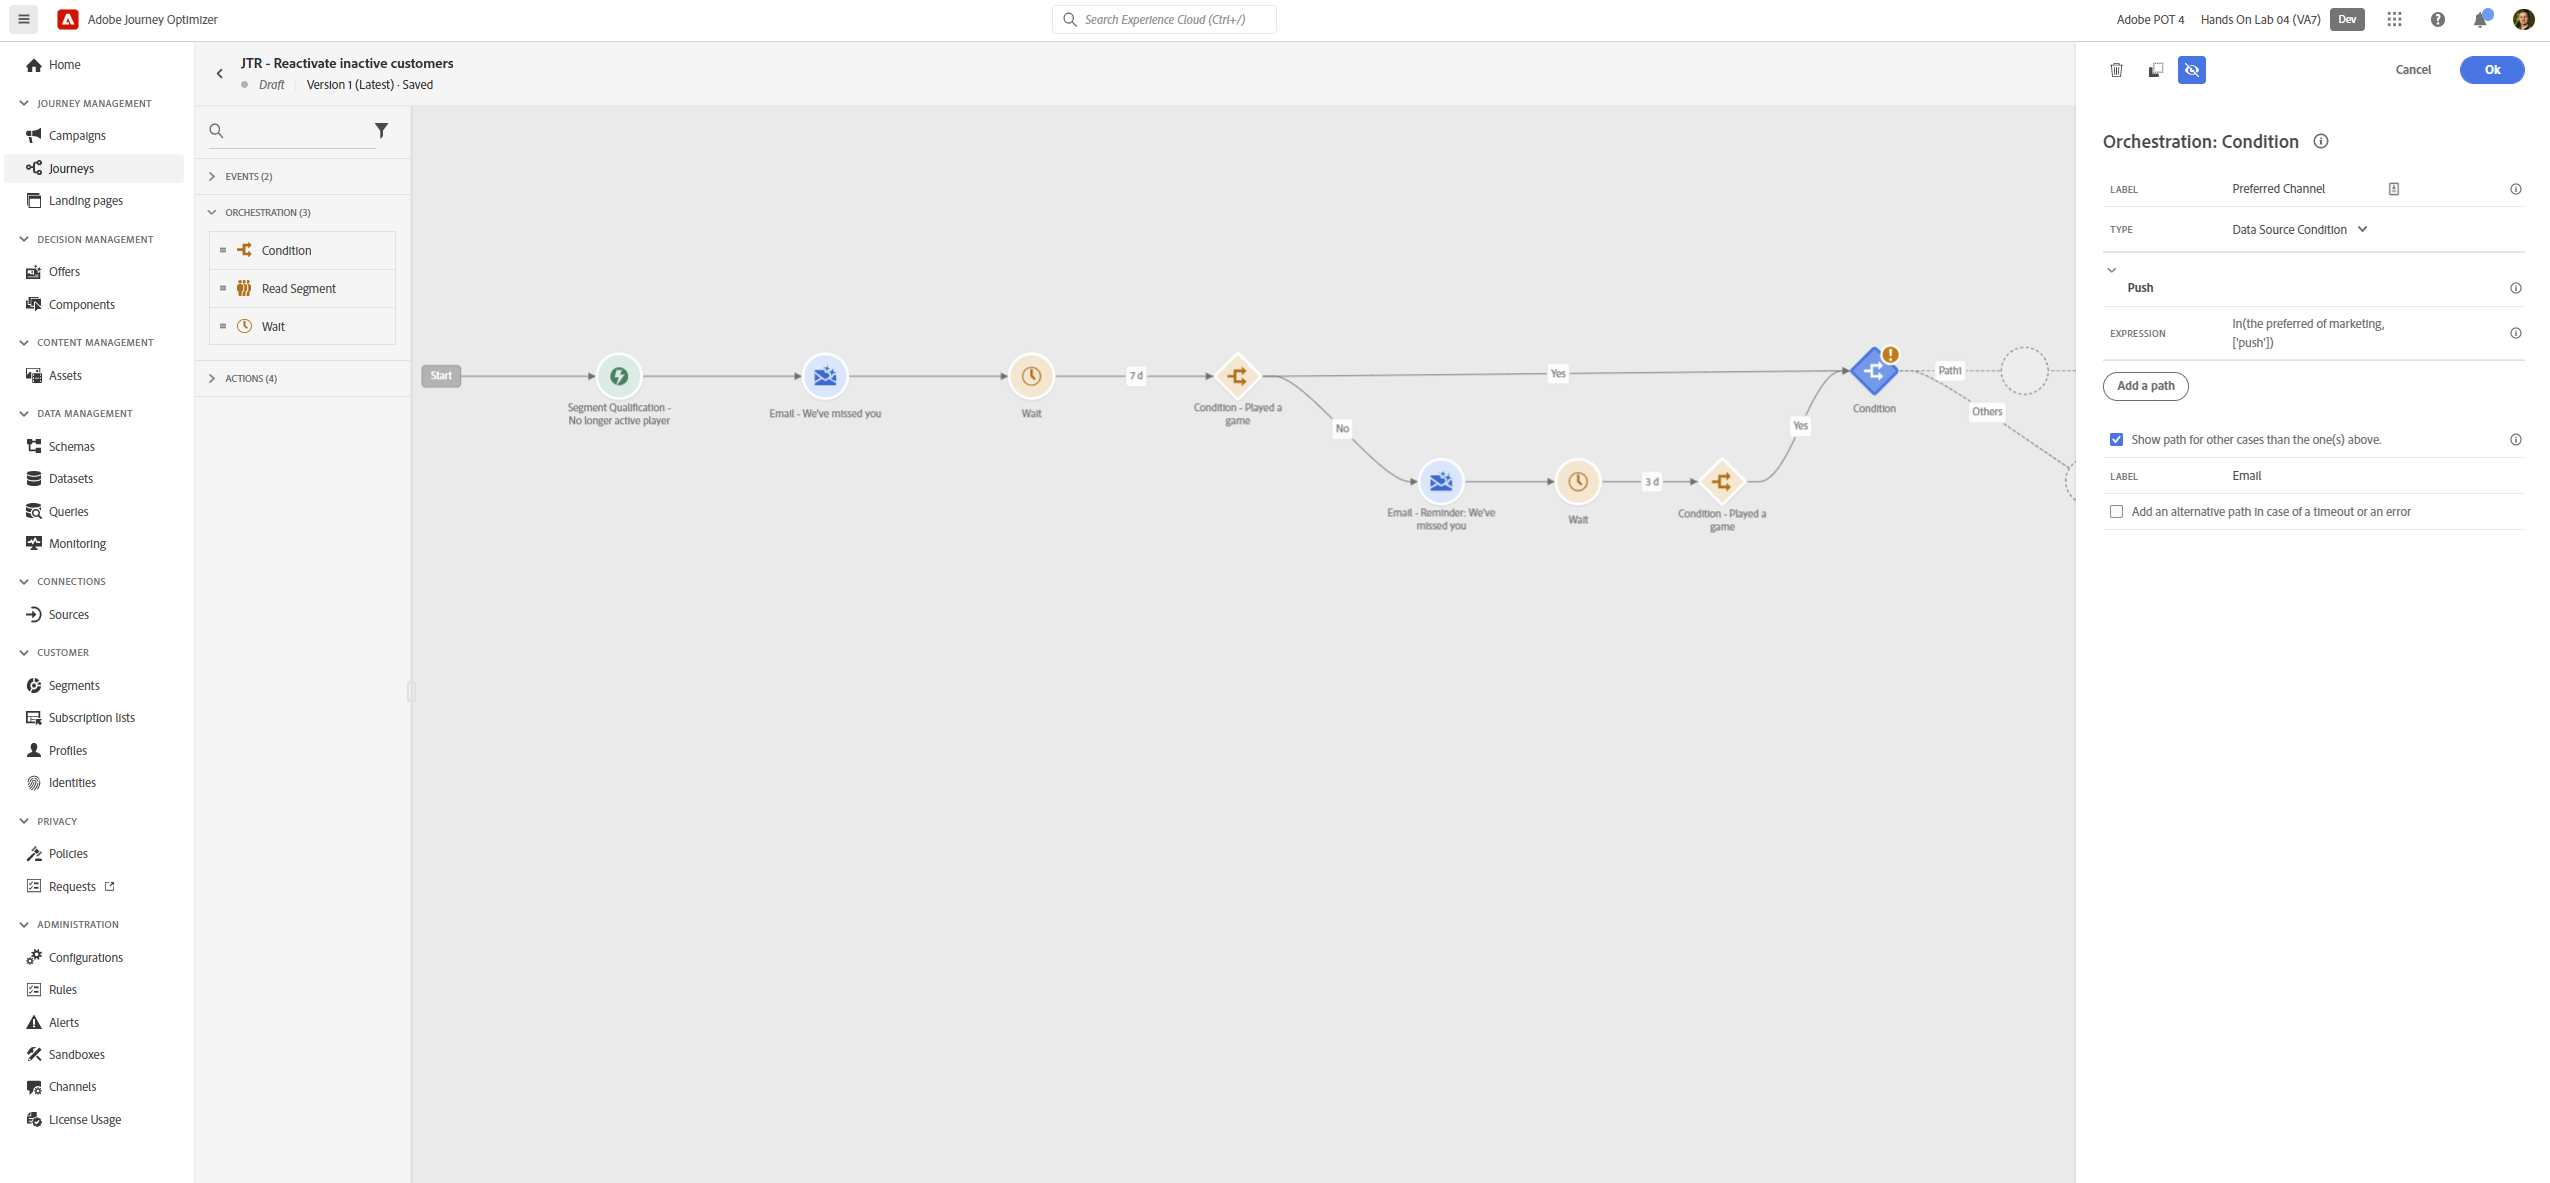 Adobe Journey Optimizer
Search Experience Cloud (Ctrl+/)
Adobe POT 4
Hands On Lab 04 (VA7)
Dev
Home
JOURNEY MANAGEMENT
Campaigns
Journeys
Landing pages
DECISION MANAGEMENT
Offers
Components
CONTENT MANAGEMENT
Assets
DATA MANAGEMENT
Schemas
Datasets
Queries
Monitoring
CONNECTIONS
Sources
CUSTOMER
Segments
Subscription lists
Profiles
Identities
PRIVACY
Policies
Requests
ADMINISTRATION
Configurations
Rules
Alerts
Sandboxes
Channels
License Usage
JTR - Reactivate inactive customers
Draft
Version 1 (Latest) - Saved
EVENTS (2)
ORCHESTRATION (3)
Condition
Read Segment
Wait
ACTIONS (4)
Start
Segment Qualification -
No longer active player
Email - We've missed you
Wait
7 d
Condition - Played a
game
Yes
No
Email - Reminder: We've
missed you
Wait
3 d
Condition - Played a
game
Yes
Condition
Path1
Others
Cancel
Ok
Orchestration: Condition
LABEL
Preferred Channel
TYPE
Data Source Condition
Push
EXPRESSION
In(the preferred of marketing,
['push'])
Add a path
Show path for other cases than the one(s) above.
LABEL
Email
Add an alternative path in case of a timeout or an error